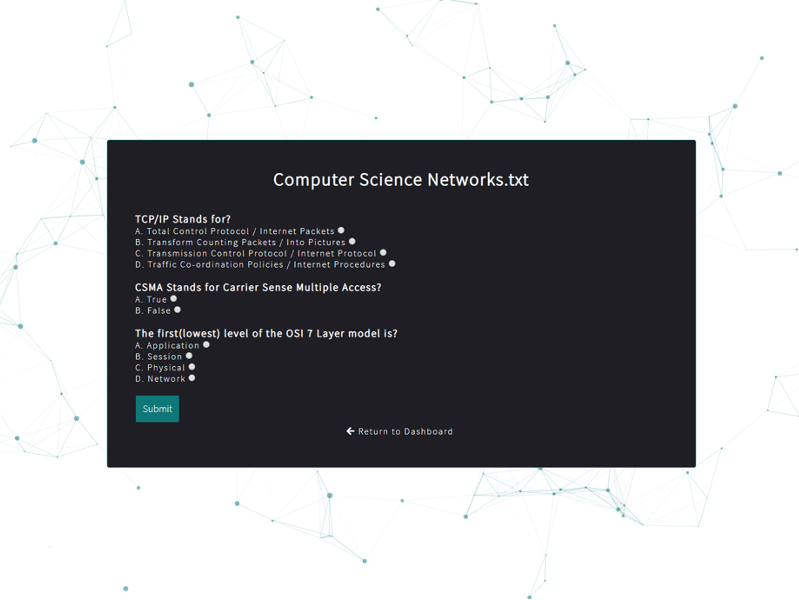 Computer Science Networks.txt
TCP/IP Stands for?
A. Total Control Protocol / Internet Packets
B. Transform Counting Packets / Into Pictures
C. Transmission Control Protocol / Internet Protocol
D. Traffic Co-ordination Policies / Internet Procedures
CSMA Stands for Carrier Sense Multiple Access?
A. True
B. False
The first(lowest) level of the OSI 7 Layer model is?
A. Application
B. Session
C. Physical
D. Network
Submit
Return to Dashboard